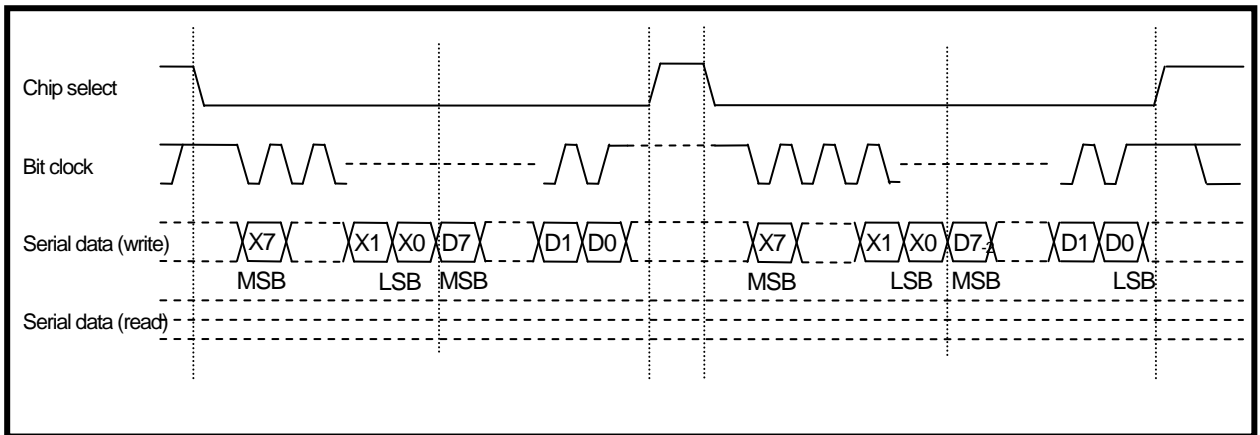 Chip select
Bit clock
Serial data (write) X7 X1 X0 D7 D1 D0 X7 X1 X0 D7-2 D1 D0
MSB LSB MSB MSB LSB MSB LSB
Serial data (read)